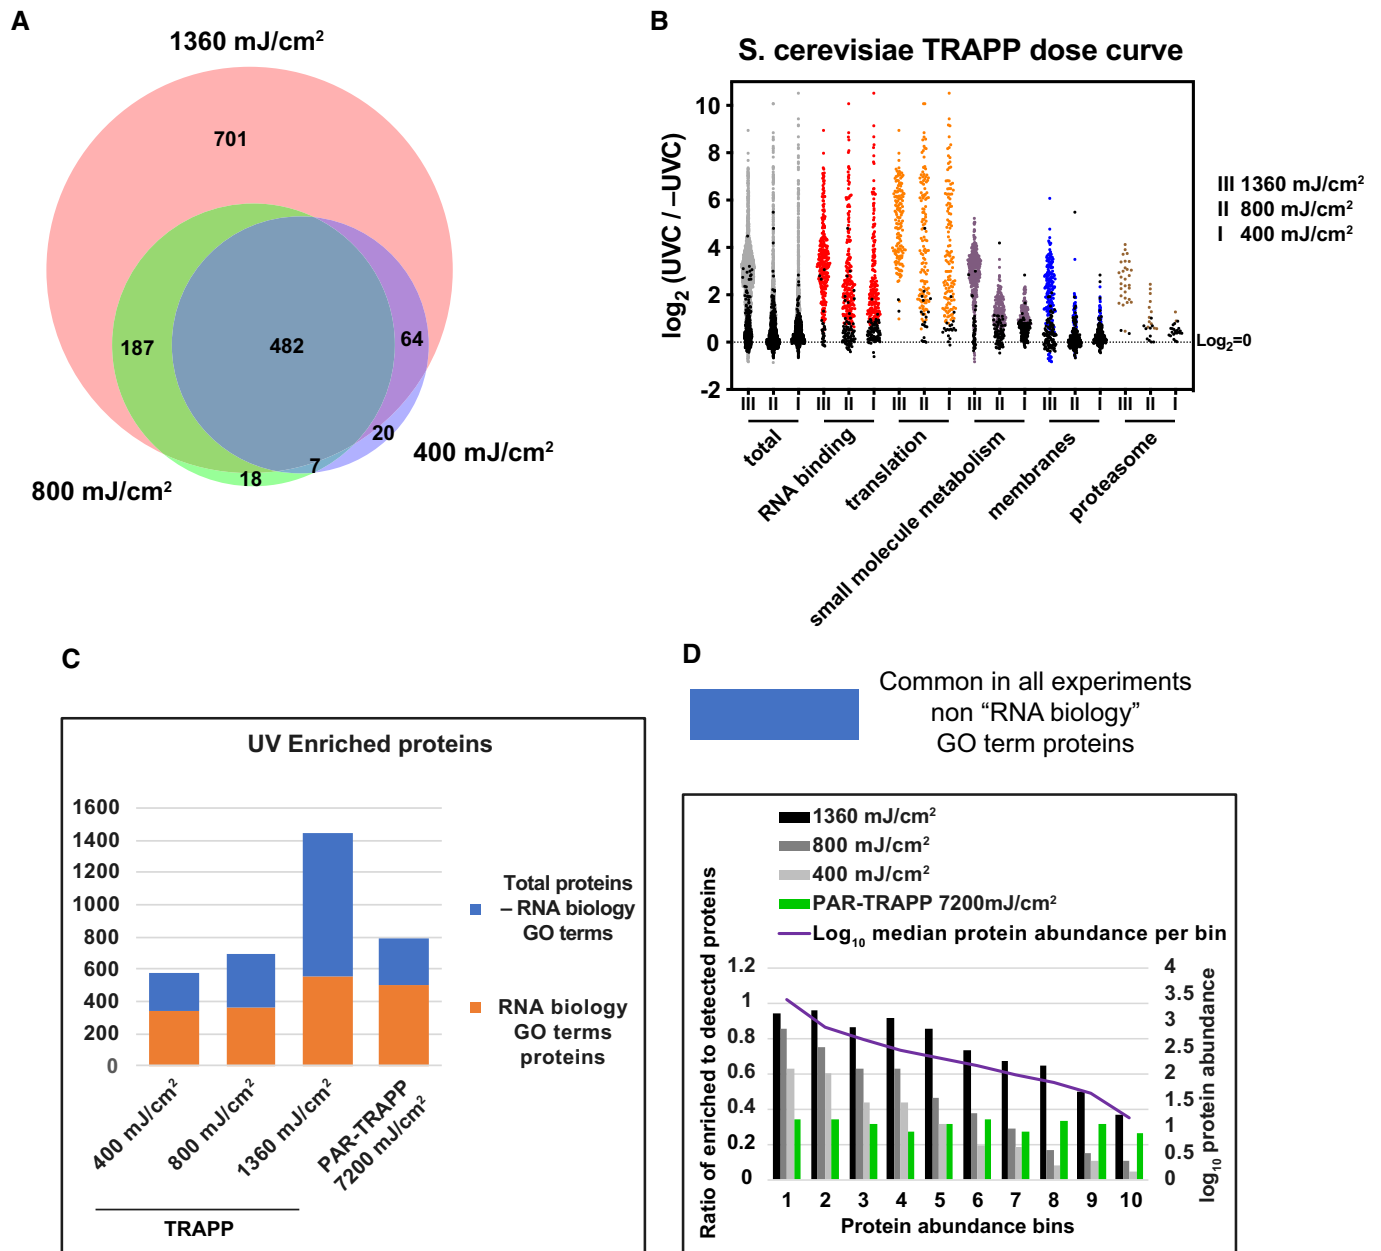 A
1360 mJ/cm²
701
187
482
64
20
7
18
400 mJ/cm²
800 mJ/cm²
B
S. cerevisiae TRAPP dose curve
log₂ (UVC / –UVC)
10
8
6
4
2
0
-2
Log₂=0
III 1360 mJ/cm²
II 800 mJ/cm²
I 400 mJ/cm²
III II I III II I III II I III II I III II I III II I
total
RNA binding
translation
small molecule metabolism
membranes
proteasome
C
UV Enriched proteins
1600
1400
1200
1000
800
600
400
200
0
400 mJ/cm²
800 mJ/cm²
1360 mJ/cm²
PAR-TRAPP
7200 mJ/cm²
TRAPP
Total proteins
– RNA biology
GO terms
RNA biology
GO terms
proteins
D
Common in all experiments
non “RNA biology”
GO term proteins
1360 mJ/cm²
800 mJ/cm²
400 mJ/cm²
PAR-TRAPP 7200mJ/cm²
Log₁₀ median protein abundance per bin
Ratio of enriched to detected proteins
1.2
1
0.8
0.6
0.4
0.2
0
4
3.5
3
2.5
2
1.5
1
0.5
0
log₁₀ protein abundance
1 2 3 4 5 6 7 8 9 10
Protein abundance bins